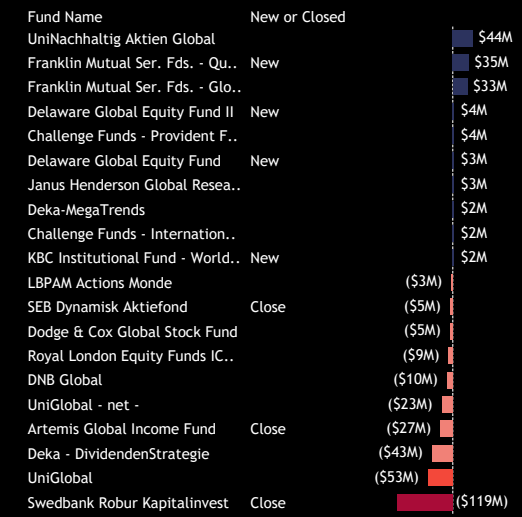 Fund Name New or Closed
UniNachhaltig Aktien Global $44M
Franklin Mutual Ser. Fds. - Qu.. New $35M
Franklin Mutual Ser. Fds. - Glo.. $33M
Delaware Global Equity Fund II New $4M
Challenge Funds - Provident F.. $4M
Delaware Global Equity Fund New $3M
Janus Henderson Global Resea.. $3M
Deka-MegaTrends $2M
Challenge Funds - Internation.. $2M
KBC Institutional Fund - World.. New $2M
LBPAM Actions Monde ($3M)
SEB Dynamisk Aktiefond Close ($5M)
Dodge & Cox Global Stock Fund ($5M)
Royal London Equity Funds IC.. ($9M)
DNB Global ($10M)
UniGlobal - net - ($23M)
Artemis Global Income Fund Close ($27M)
Deka - DividendenStrategie ($43M)
UniGlobal ($53M)
Swedbank Robur Kapitalinvest Close ($119M)